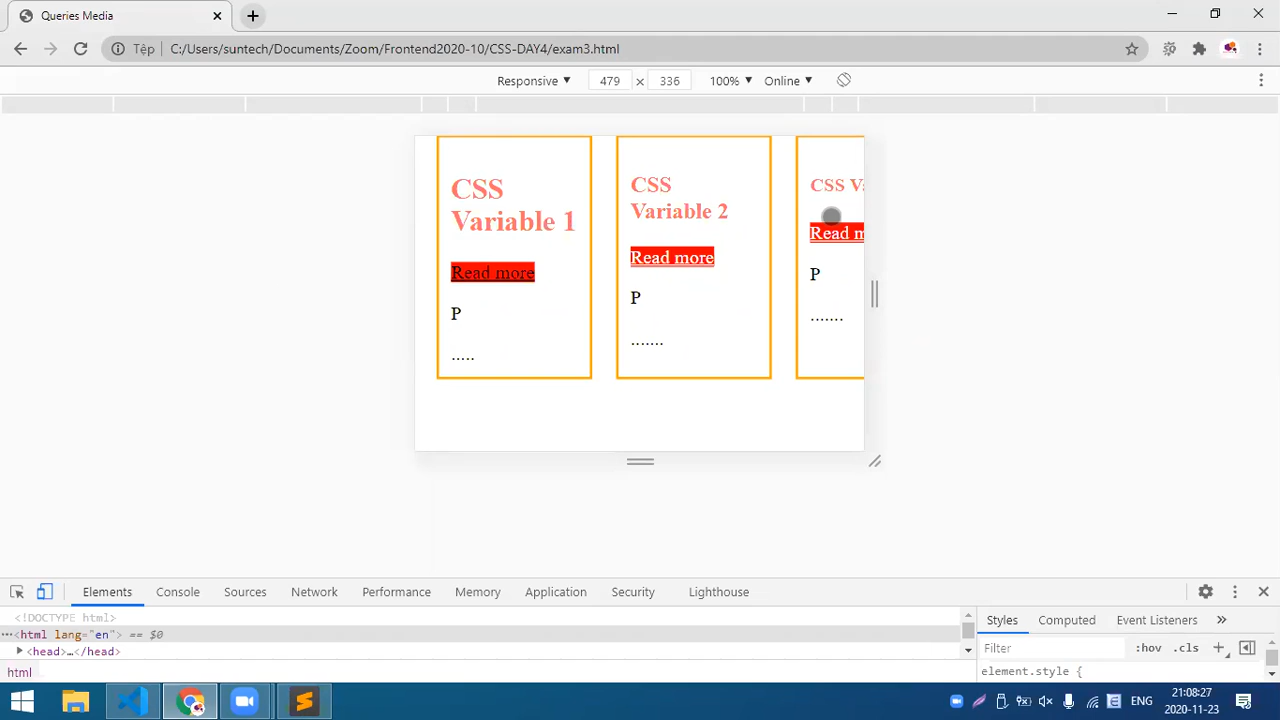 Queries Media
Tệp C:/Users/suntech/Documents/Zoom/Frontend2020-10/CSS-DAY4/exam3.html
Responsive 479 × 336 100% Online
CSS
Variable 1
Read more
P
.....
CSS
Variable 2
Read more
P
.......
CSS Va
Read m
P
.......
Elements Console Sources Network Performance Memory Application Security Lighthouse
<!DOCTYPE html>
···<html lang="en"> == $0
<head>…</head>
html
Styles Computed Event Listeners »
Filter :hov .cls +
element.style {
ENG
21:08:27
2020-11-23